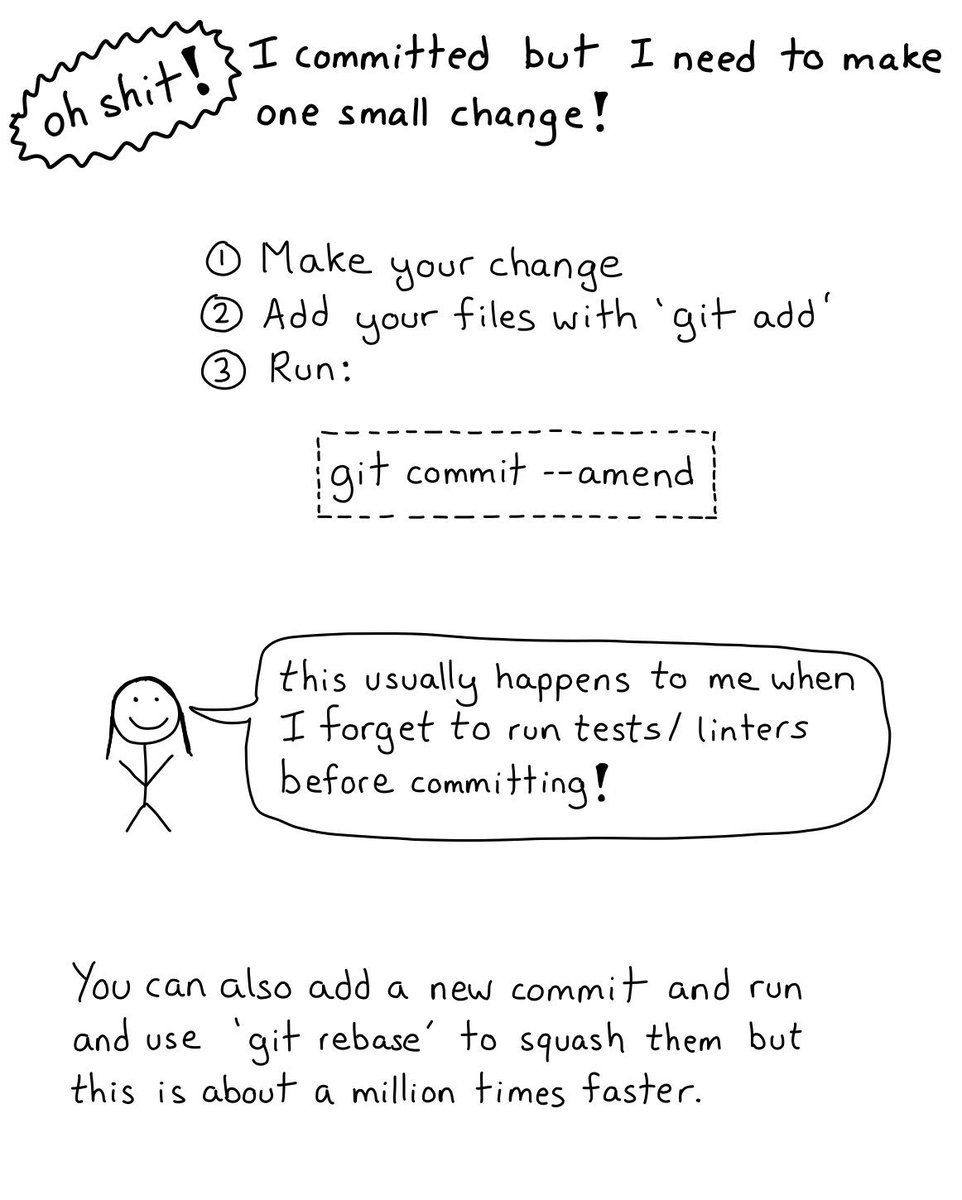 oh shit! I committed but I need to make
one small change!
① Make your change
② Add your files with 'git add'
③ Run:
git commit --amend
this usually happens to me when
I forget to run tests/linters
before committing!
You can also add a new commit and run
and use 'git rebase' to squash them but
this is about a million times faster.